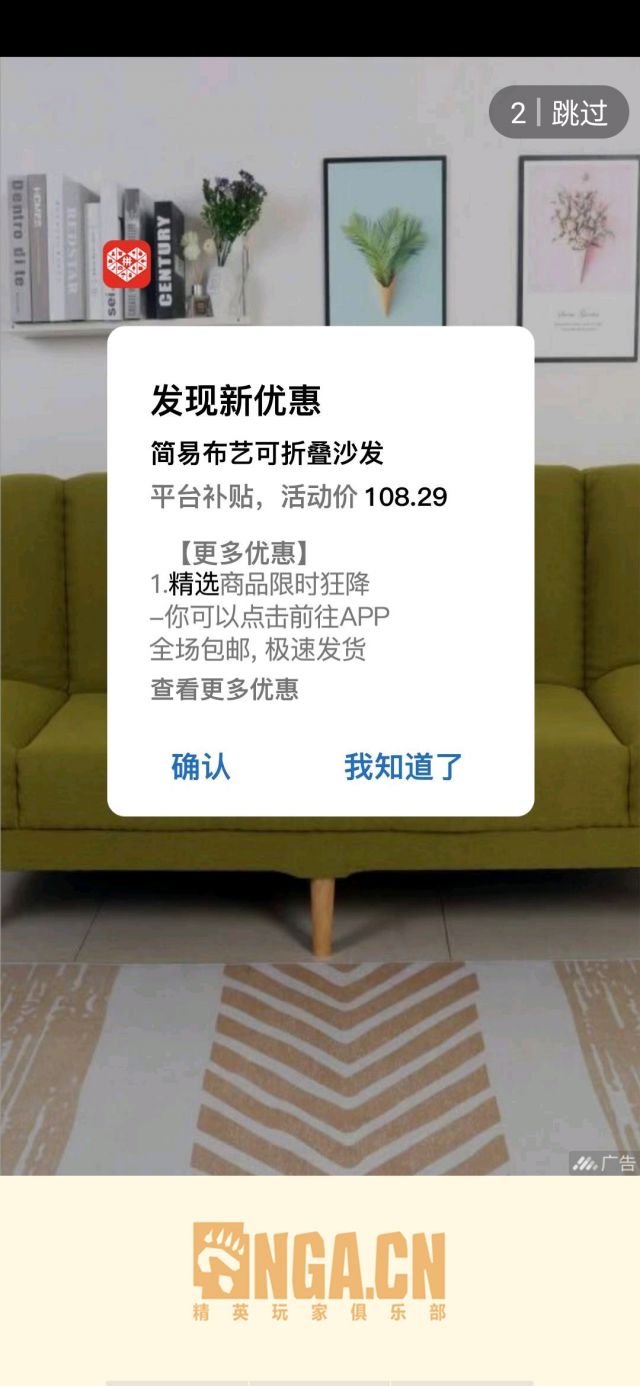 2 | 跳过
Dentro di te
HOME
REDSTAR
sei
CENTURY
拼
发现新优惠
简易布艺可折叠沙发
平台补贴，活动价 108.29
【更多优惠】
1.精选商品限时狂降
-你可以点击前往APP
全场包邮, 极速发货
查看更多优惠
确认 我知道了
广告
NGA.CN
精英玩家俱乐部